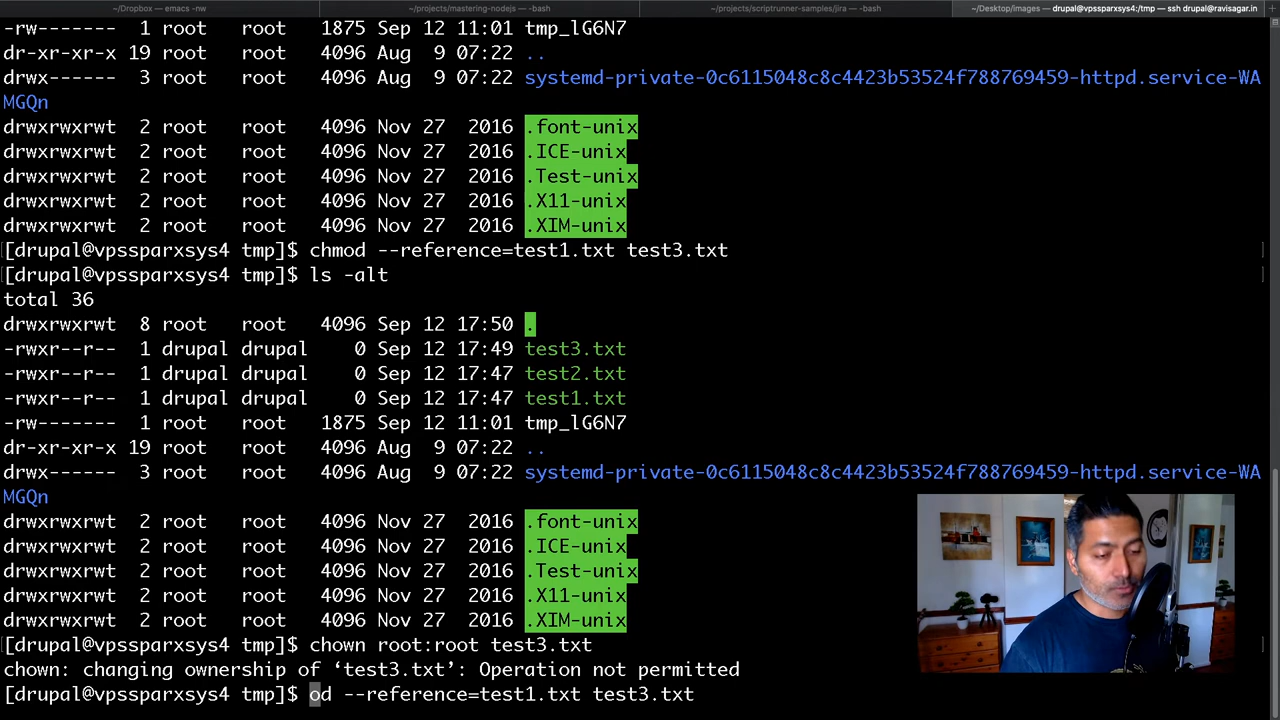 ~/Dropbox — emacs -nw
~/projects/mastering-nodejs — -bash
~/projects/scriptrunner-samples/jira — -bash
~/Desktop/Images — drupal@vpssparxsys4:/tmp — ssh drupal@ravisagar.in
-rw------- 1 root root 1875 Sep 12 11:01 tmp_lG6N7
dr-xr-xr-x 19 root root 4096 Aug 9 07:22 ..
drwx------ 3 root root 4096 Aug 9 07:22 systemd-private-0c6115048c8c4423b53524f788769459-httpd.service-WA
MGQn
drwxrwxrwt 2 root root 4096 Nov 27 2016 .font-unix
drwxrwxrwt 2 root root 4096 Nov 27 2016 .ICE-unix
drwxrwxrwt 2 root root 4096 Nov 27 2016 .Test-unix
drwxrwxrwt 2 root root 4096 Nov 27 2016 .X11-unix
drwxrwxrwt 2 root root 4096 Nov 27 2016 .XIM-unix
[drupal@vpssparxsys4 tmp]$ chmod --reference=test1.txt test3.txt
[drupal@vpssparxsys4 tmp]$ ls -alt
total 36
drwxrwxrwt 8 root root 4096 Sep 12 17:50 .
-rwxr--r-- 1 drupal drupal 0 Sep 12 17:49 test3.txt
-rwxr--r-- 1 drupal drupal 0 Sep 12 17:47 test2.txt
-rwxr--r-- 1 drupal drupal 0 Sep 12 17:47 test1.txt
-rw------- 1 root root 1875 Sep 12 11:01 tmp_lG6N7
dr-xr-xr-x 19 root root 4096 Aug 9 07:22 ..
drwx------ 3 root root 4096 Aug 9 07:22 systemd-private-0c6115048c8c4423b53524f788769459-httpd.service-WA
MGQn
drwxrwxrwt 2 root root 4096 Nov 27 2016 .font-unix
drwxrwxrwt 2 root root 4096 Nov 27 2016 .ICE-unix
drwxrwxrwt 2 root root 4096 Nov 27 2016 .Test-unix
drwxrwxrwt 2 root root 4096 Nov 27 2016 .X11-unix
drwxrwxrwt 2 root root 4096 Nov 27 2016 .XIM-unix
[drupal@vpssparxsys4 tmp]$ chown root:root test3.txt
chown: changing ownership of ‘test3.txt’: Operation not permitted
[drupal@vpssparxsys4 tmp]$ od --reference=test1.txt test3.txt